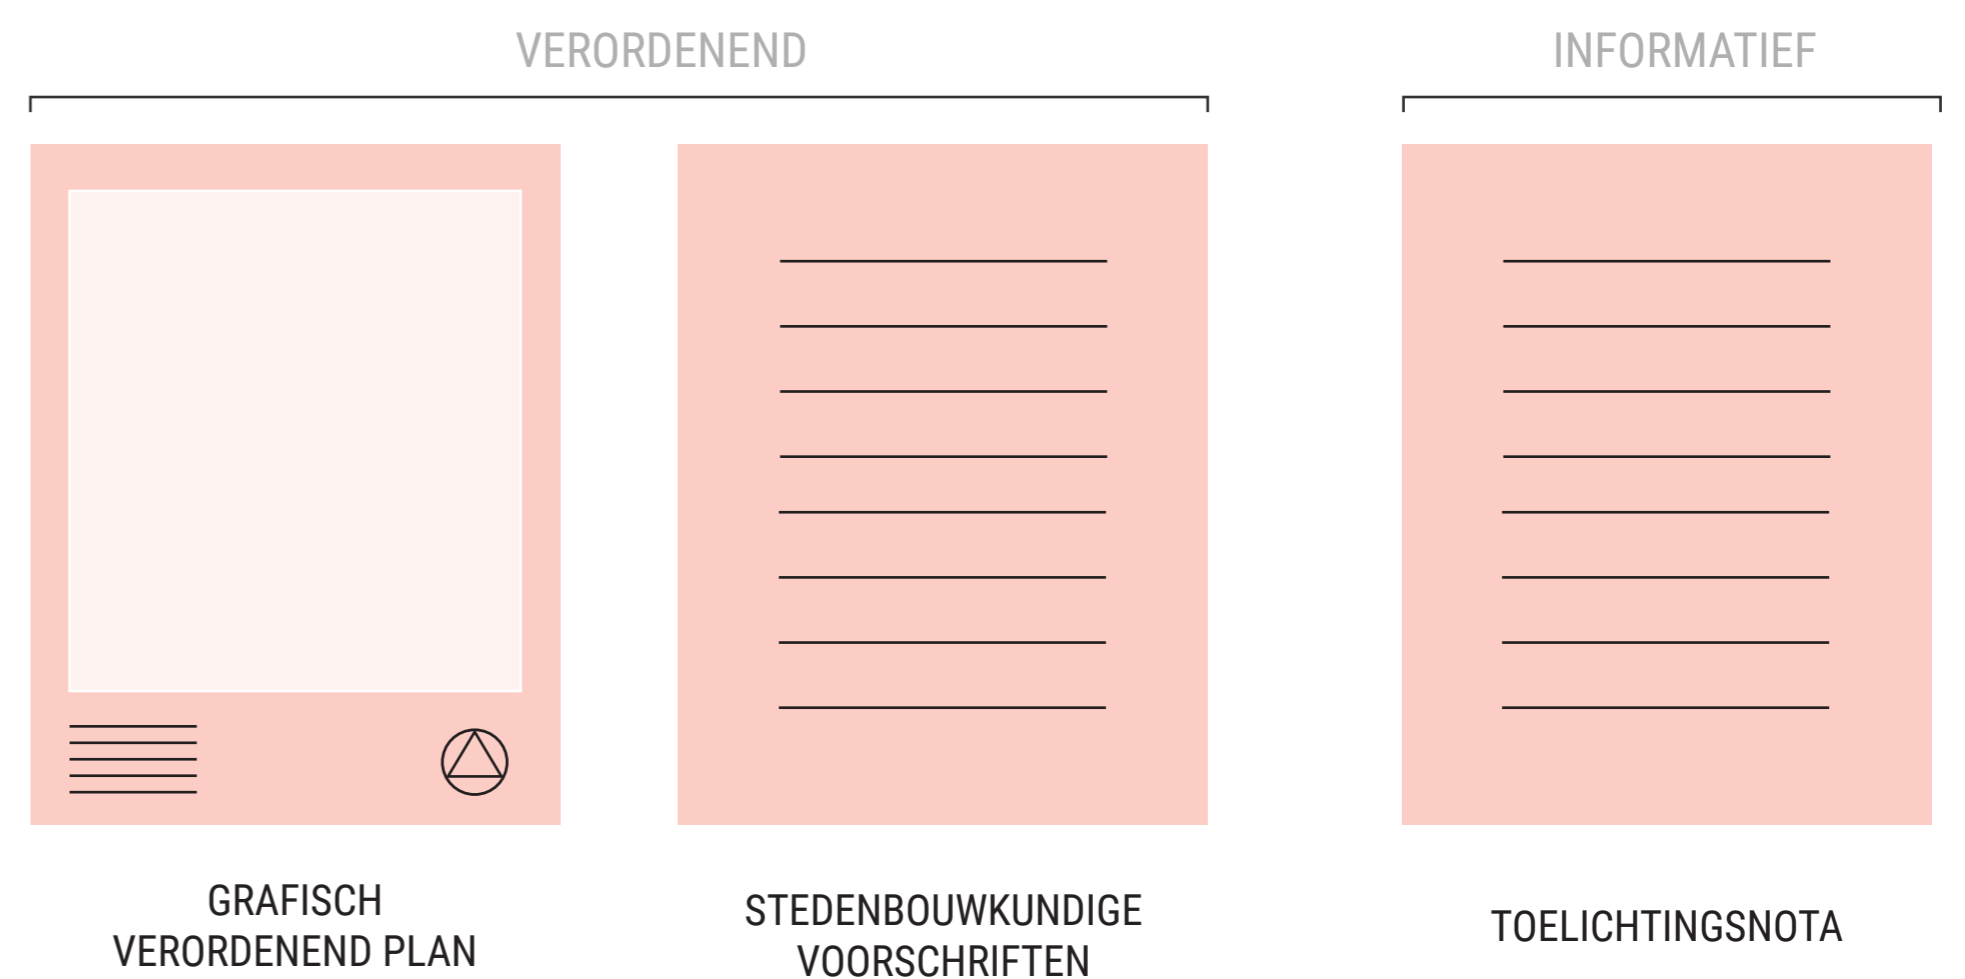 VERORDENEND
INFORMATIEF
GRAFISCH
VERORDENEND PLAN
STEDENBOUWKUNDIGE
VOORSCHRIFTEN
TOELICHTINGSNOTA